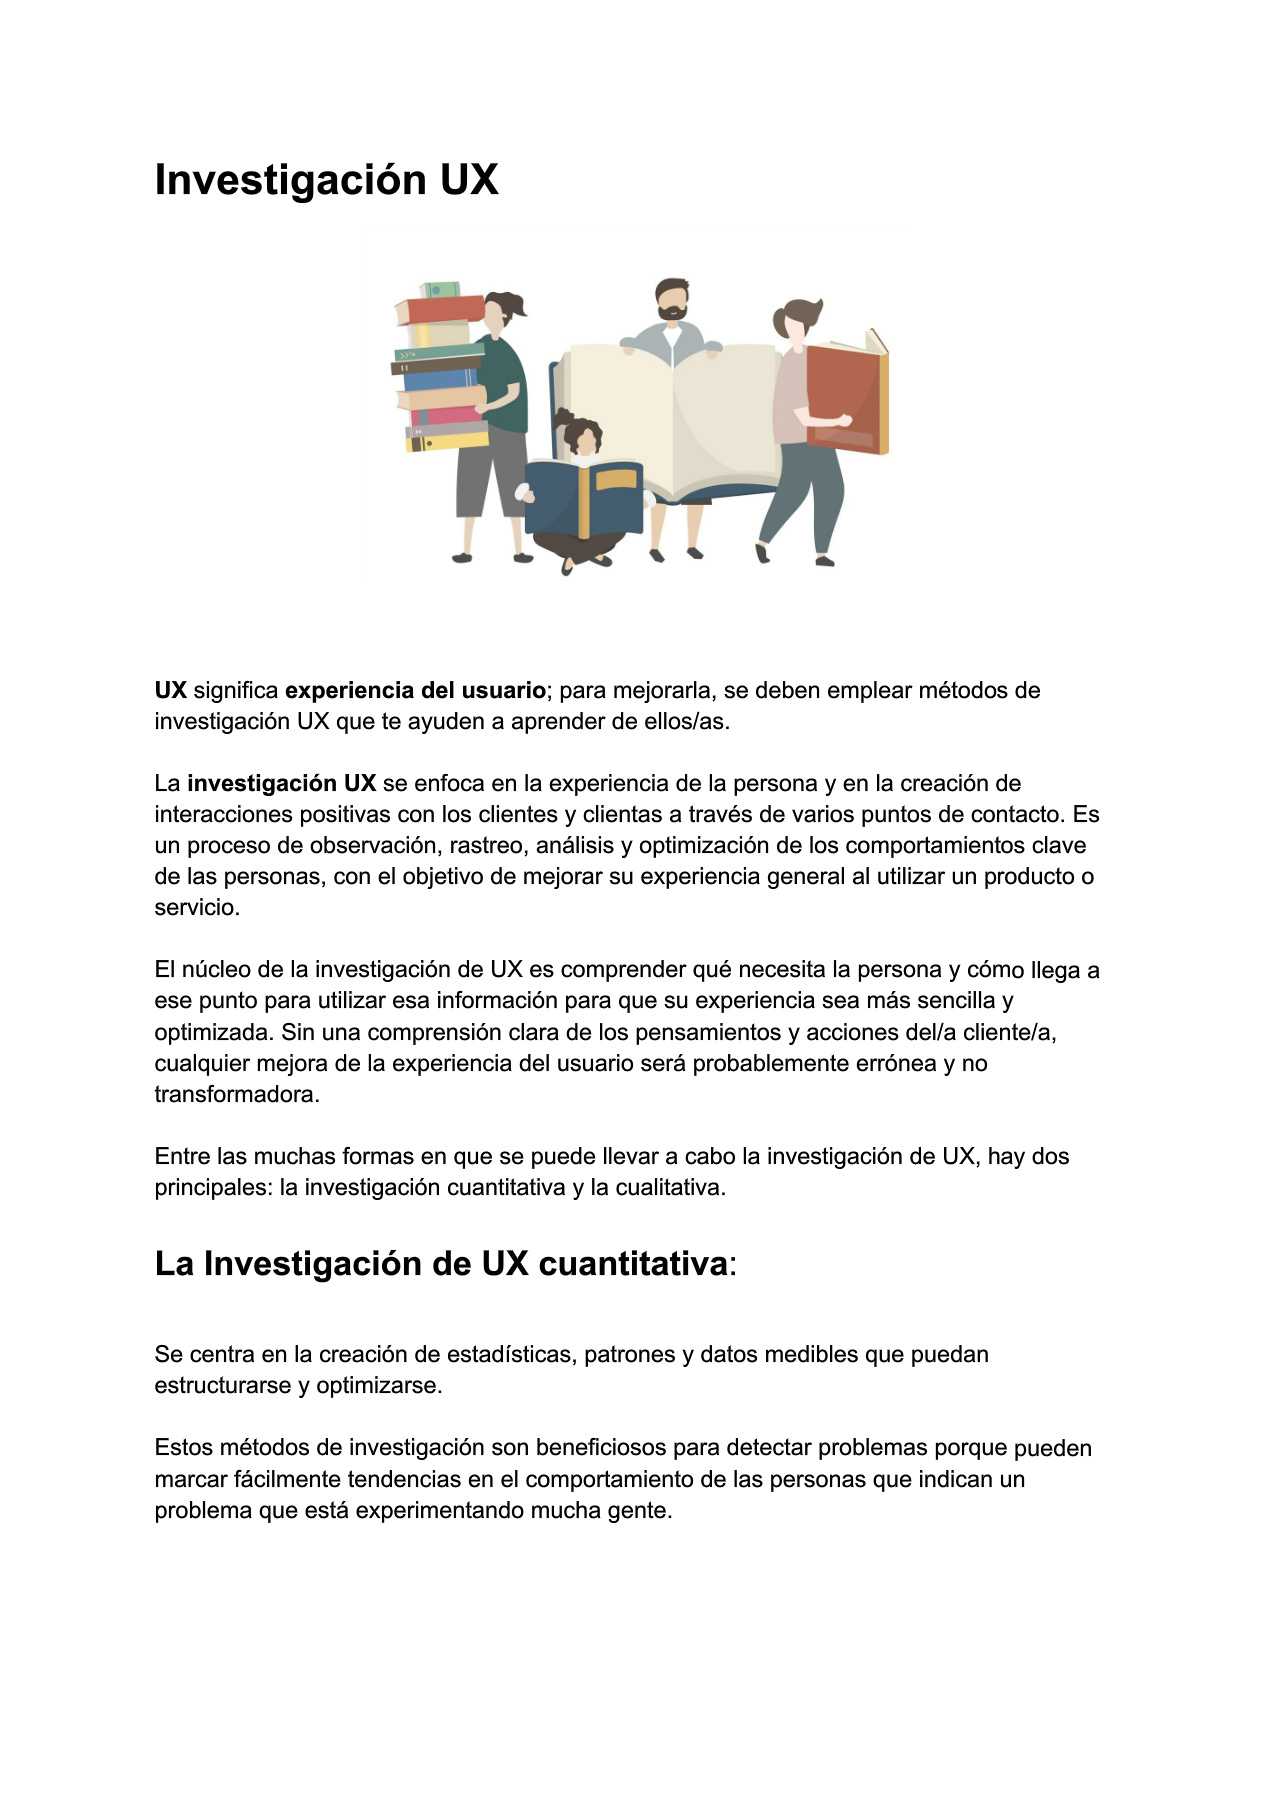 Investigación UX
UX significa experiencia del usuario; para mejorarla, se deben emplear métodos de
investigación UX que te ayuden a aprender de ellos/as.
La investigación UX se enfoca en la experiencia de la persona y en la creación de
interacciones positivas con los clientes y clientas a través de varios puntos de contacto. Es
un proceso de observación, rastreo, análisis y optimización de los comportamientos clave
de las personas, con el objetivo de mejorar su experiencia general al utilizar un producto o
servicio.
El núcleo de la investigación de UX es comprender qué necesita la persona y cómo llega a
ese punto para utilizar esa información para que su experiencia sea más sencilla y
optimizada. Sin una comprensión clara de los pensamientos y acciones del/a cliente/a,
cualquier mejora de la experiencia del usuario será probablemente errónea y no
transformadora.
Entre las muchas formas en que se puede llevar a cabo la investigación de UX, hay dos
principales: la investigación cuantitativa y la cualitativa.
La Investigación de UX cuantitativa:
Se centra en la creación de estadísticas, patrones y datos medibles que puedan
estructurarse y optimizarse.
Estos métodos de investigación son beneficiosos para detectar problemas porque pueden
marcar fácilmente tendencias en el comportamiento de las personas que indican un
problema que está experimentando mucha gente.